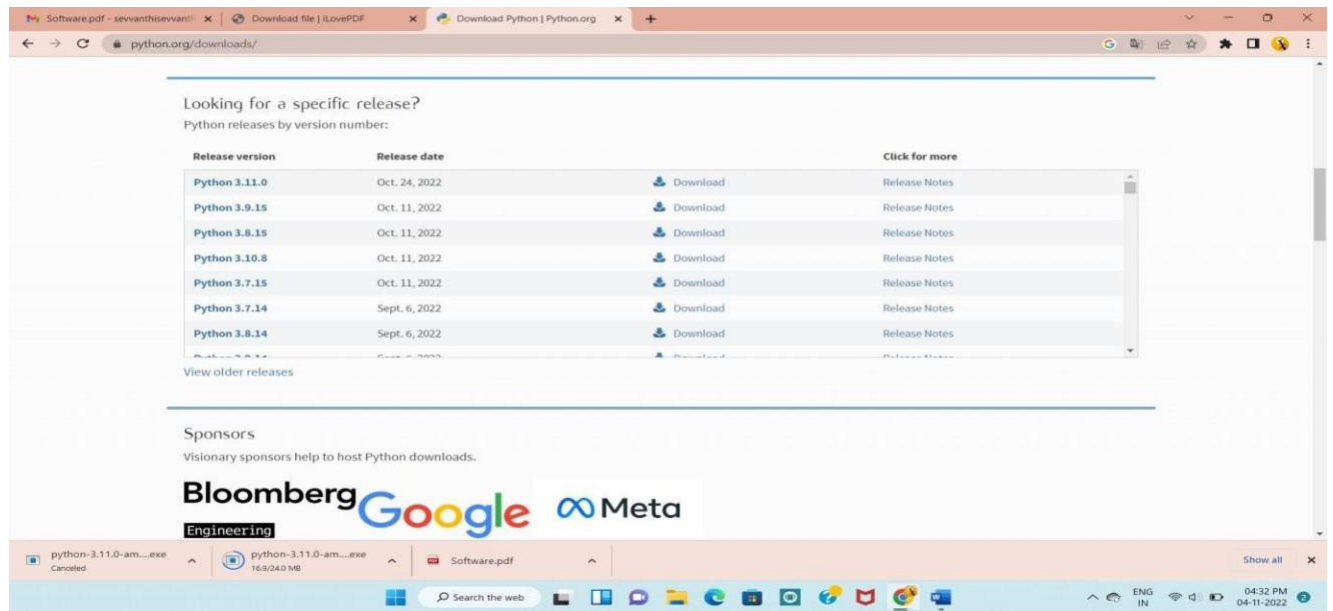 Software.pdf - sevvanthisevvanthi
Download file | iLovePDF
Download Python | Python.org
python.org/downloads/
Looking for a specific release?
Python releases by version number:
Release version Release date Click for more
Python 3.11.0 Oct. 24, 2022 Download Release Notes
Python 3.9.15 Oct. 11, 2022 Download Release Notes
Python 3.8.15 Oct. 11, 2022 Download Release Notes
Python 3.10.8 Oct. 11, 2022 Download Release Notes
Python 3.7.15 Oct. 11, 2022 Download Release Notes
Python 3.7.14 Sept. 6, 2022 Download Release Notes
Python 3.8.14 Sept. 6, 2022 Download Release Notes
View older releases
Sponsors
Visionary sponsors help to host Python downloads.
Bloomberg
Engineering
Google
Meta
python-3.11.0-am....exe
Canceled
python-3.11.0-am....exe
16.9/24.0 MB
Software.pdf
Show all
Search the web
ENG
IN
04:32 PM
04-11-2022
2